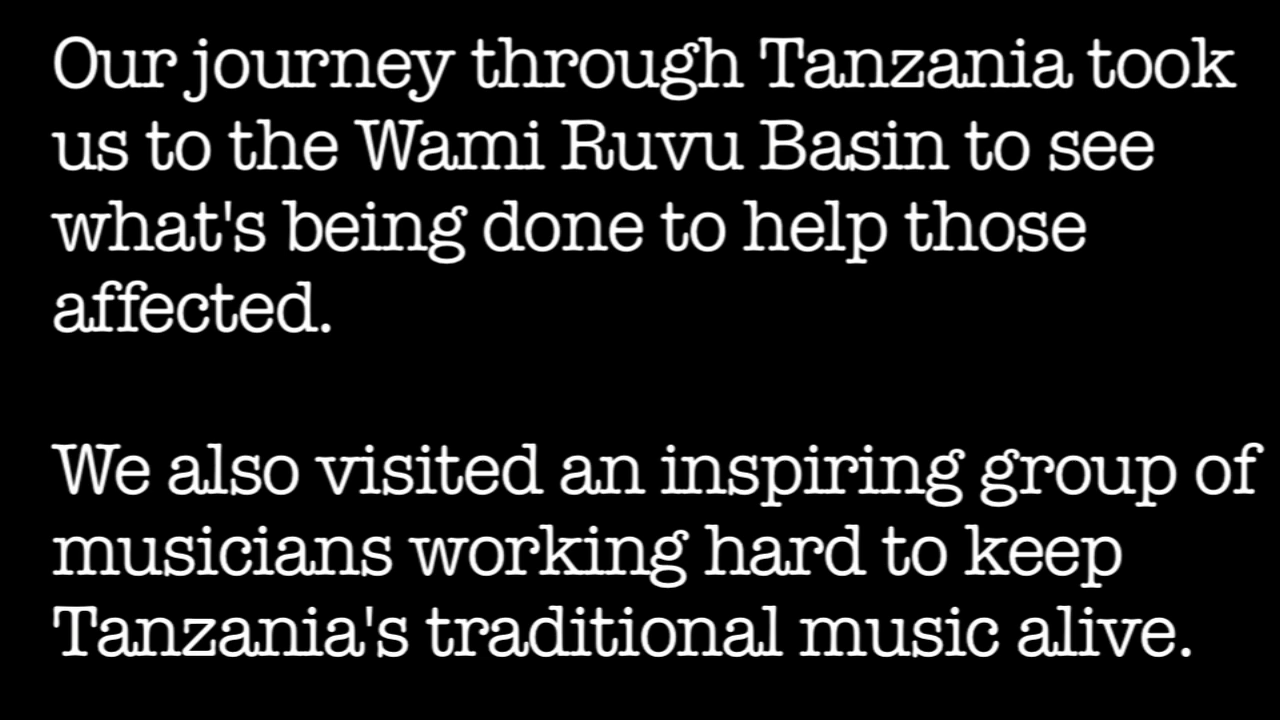 Our journey through Tanzania took
us to the Wami Ruvu Basin to see
what's being done to help those
affected.
We also visited an inspiring group of
musicians working hard to keep
Tanzania's traditional music alive.